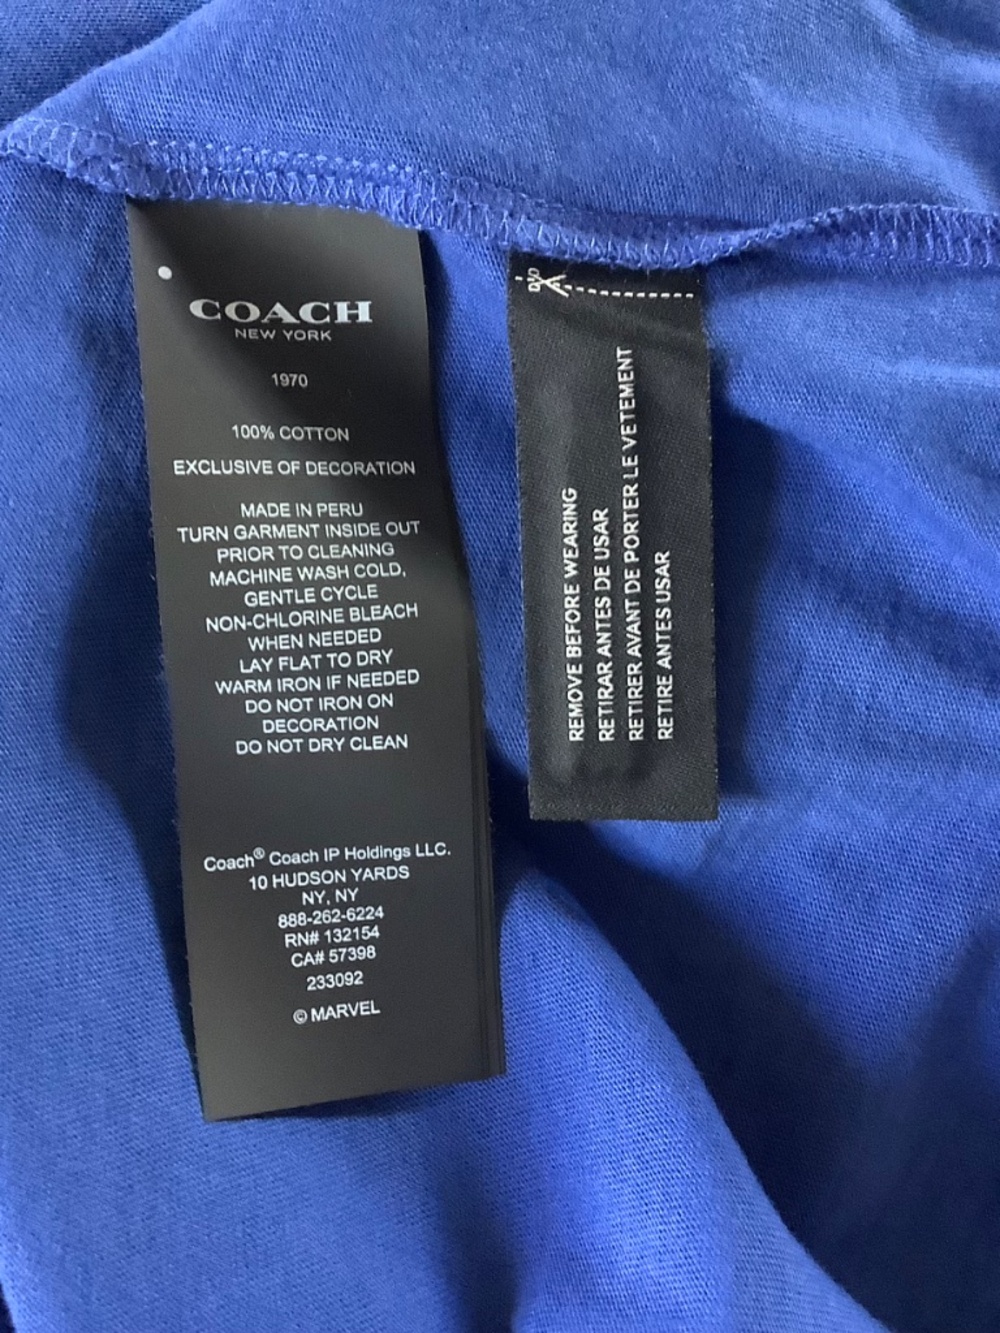 COACH
NEW YORK
1970
100% COTTON
EXCLUSIVE OF DECORATION
MADE IN PERU
TURN GARMENT INSIDE OUT
PRIOR TO CLEANING
MACHINE WASH COLD,
GENTLE CYCLE
NON-CHLORINE BLEACH
WHEN NEEDED
LAY FLAT TO DRY
WARM IRON IF NEEDED
DO NOT IRON ON
DECORATION
DO NOT DRY CLEAN
Coach® Coach IP Holdings LLC.
10 HUDSON YARDS
NY, NY
888-262-6224
RN# 132154
CA# 57398
233092
© MARVEL
REMOVE BEFORE WEARING
RETIRAR ANTES DE USAR
RETIRER AVANT DE PORTER LE VETEMENT
RETIRE ANTES USAR